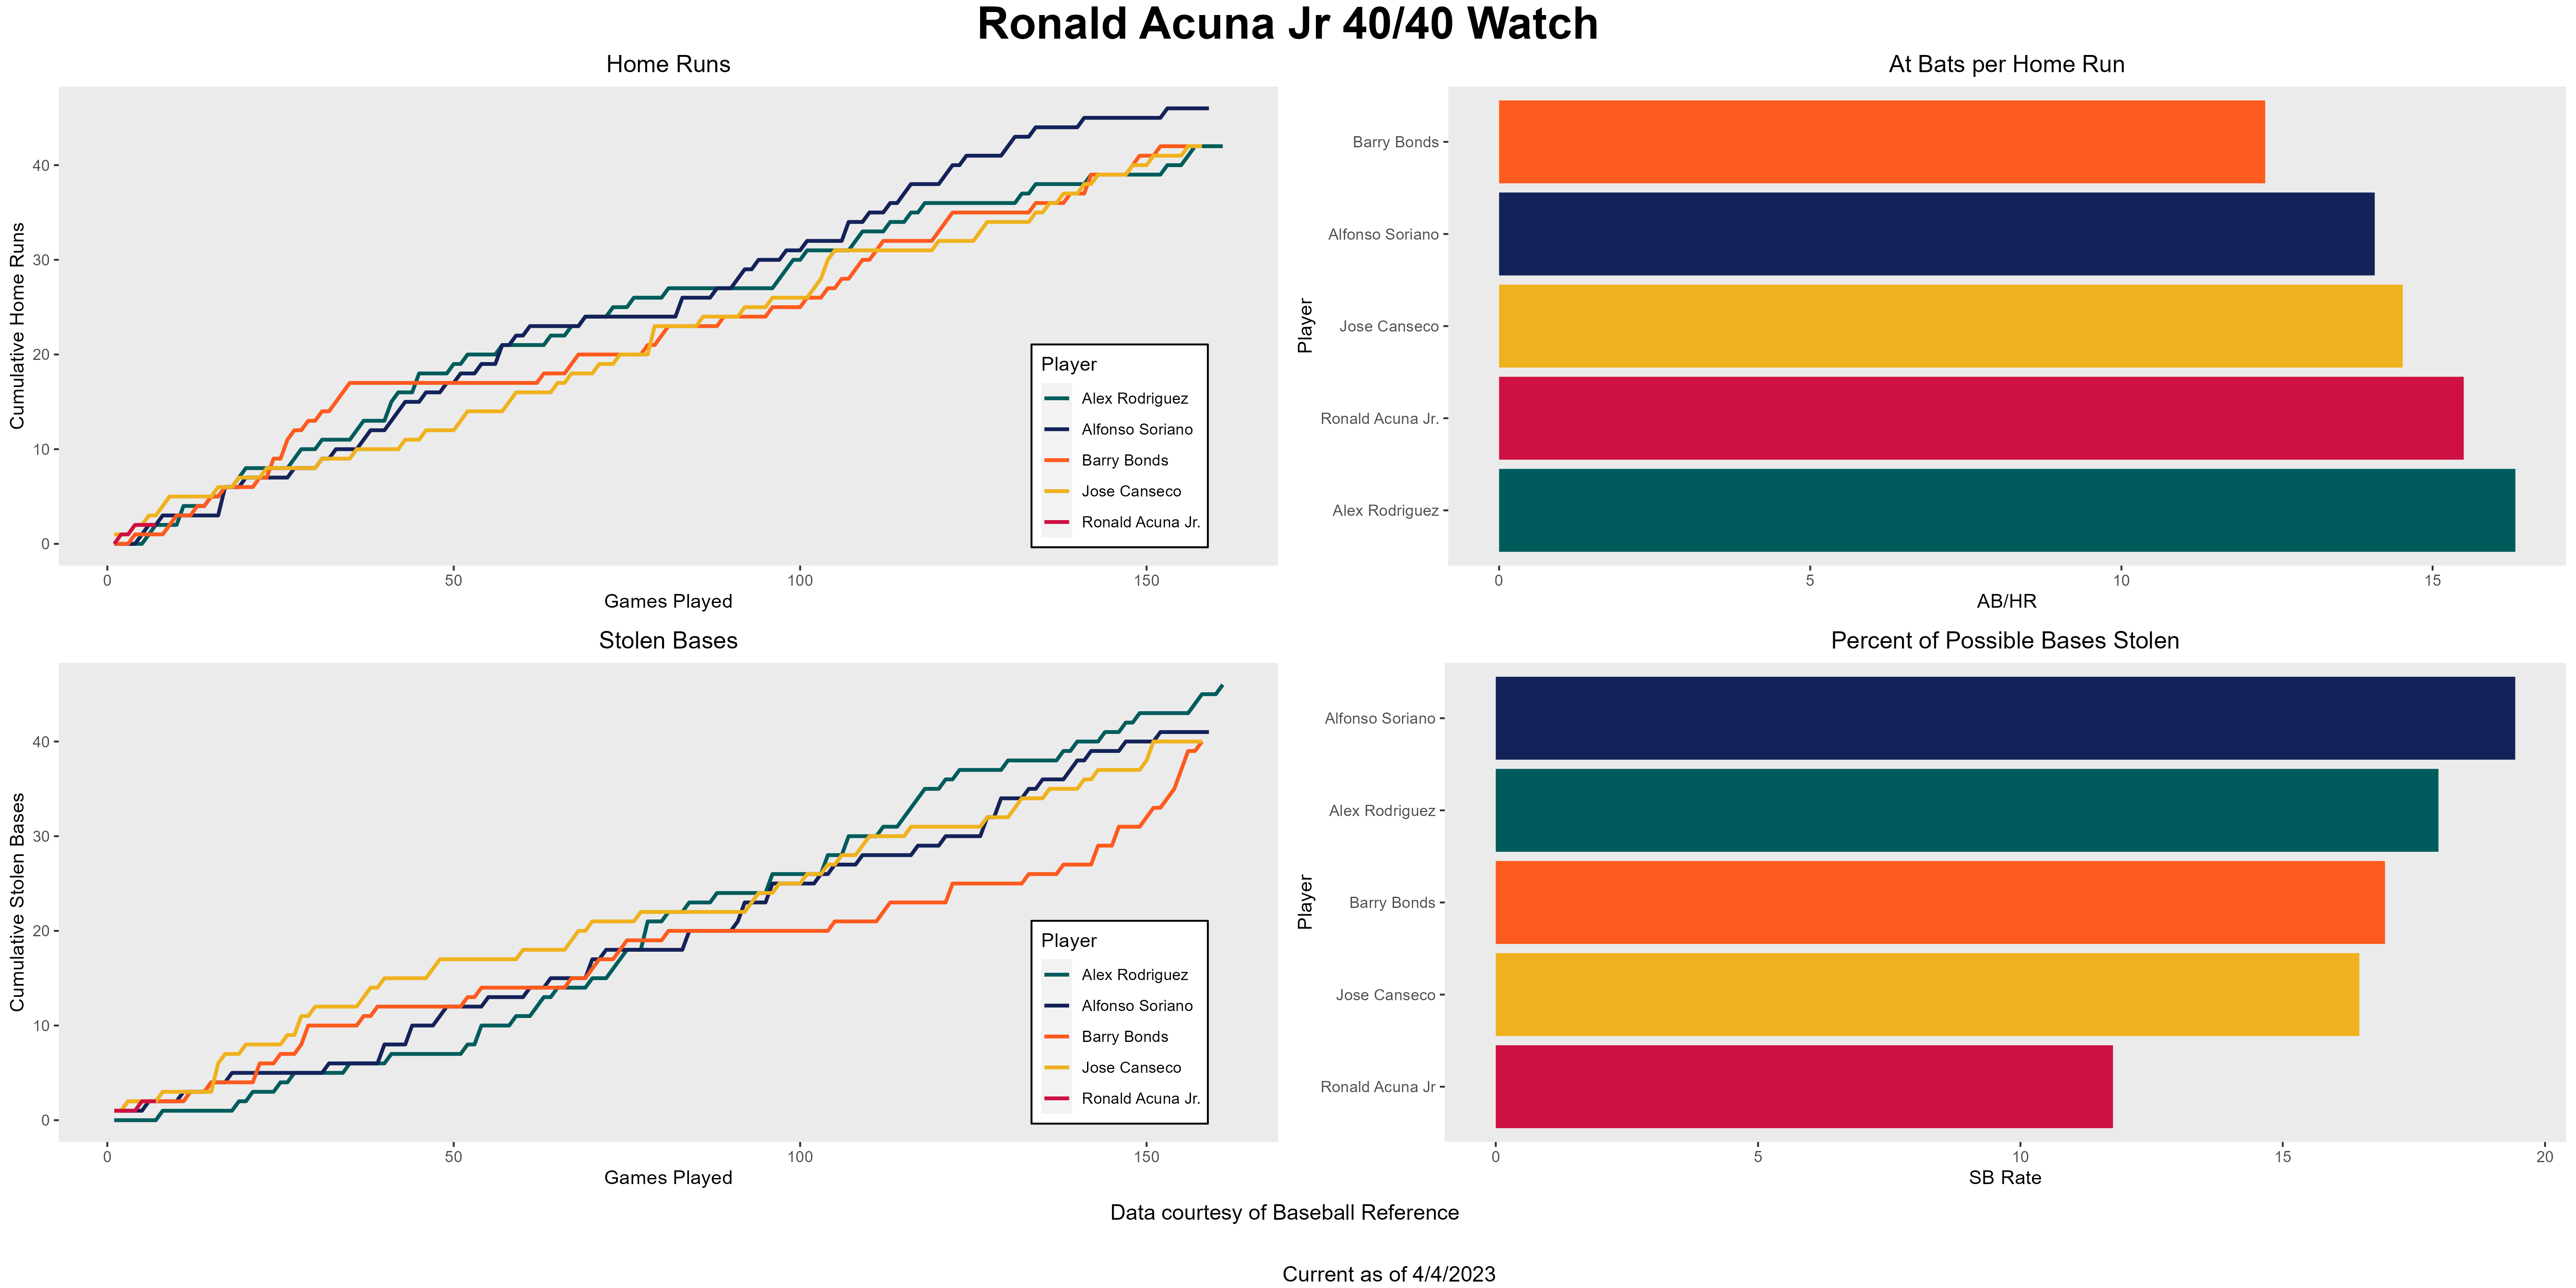 Ronald Acuna Jr 40/40 Watch
Home Runs
Cumulative Home Runs
40
30
20
10
0
0 50 100 150
Games Played
Player
Alex Rodriguez
Alfonso Soriano
Barry Bonds
Jose Canseco
Ronald Acuna Jr.
At Bats per Home Run
Player
Barry Bonds
Alfonso Soriano
Jose Canseco
Ronald Acuna Jr.
Alex Rodriguez
0 5 10 15
AB/HR
Stolen Bases
Cumulative Stolen Bases
40
30
20
10
0
0 50 100 150
Games Played
Player
Alex Rodriguez
Alfonso Soriano
Barry Bonds
Jose Canseco
Ronald Acuna Jr.
Percent of Possible Bases Stolen
Player
Alfonso Soriano
Alex Rodriguez
Barry Bonds
Jose Canseco
Ronald Acuna Jr
0 5 10 15 20
SB Rate
Data courtesy of Baseball Reference
Current as of 4/4/2023